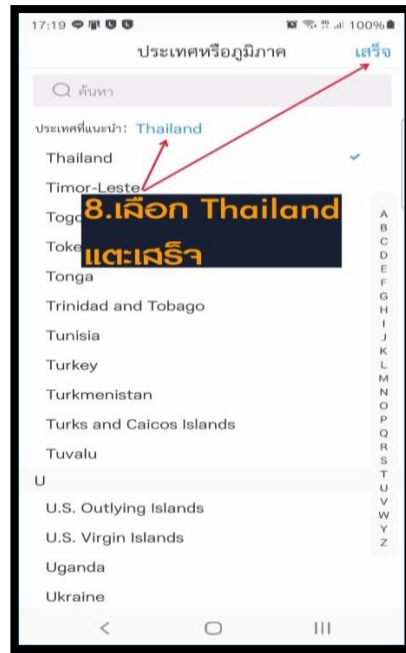 17:19 100%
ประเทศหรือภูมิภาค เสร็จ
ค้นหา
ประเทศที่แนะนำ: Thailand
Thailand
Timor-Leste
8.เลือก Thailand
แตะเสร็จ
Tonga
Trinidad and Tobago
Tunisia
Turkey
Turkmenistan
Turks and Caicos Islands
Tuvalu
U
U.S. Outlying Islands
U.S. Virgin Islands
Uganda
Ukraine
A
B
C
D
E
F
G
H
I
J
K
L
M
N
O
P
Q
R
S
T
U
V
W
Y
Z